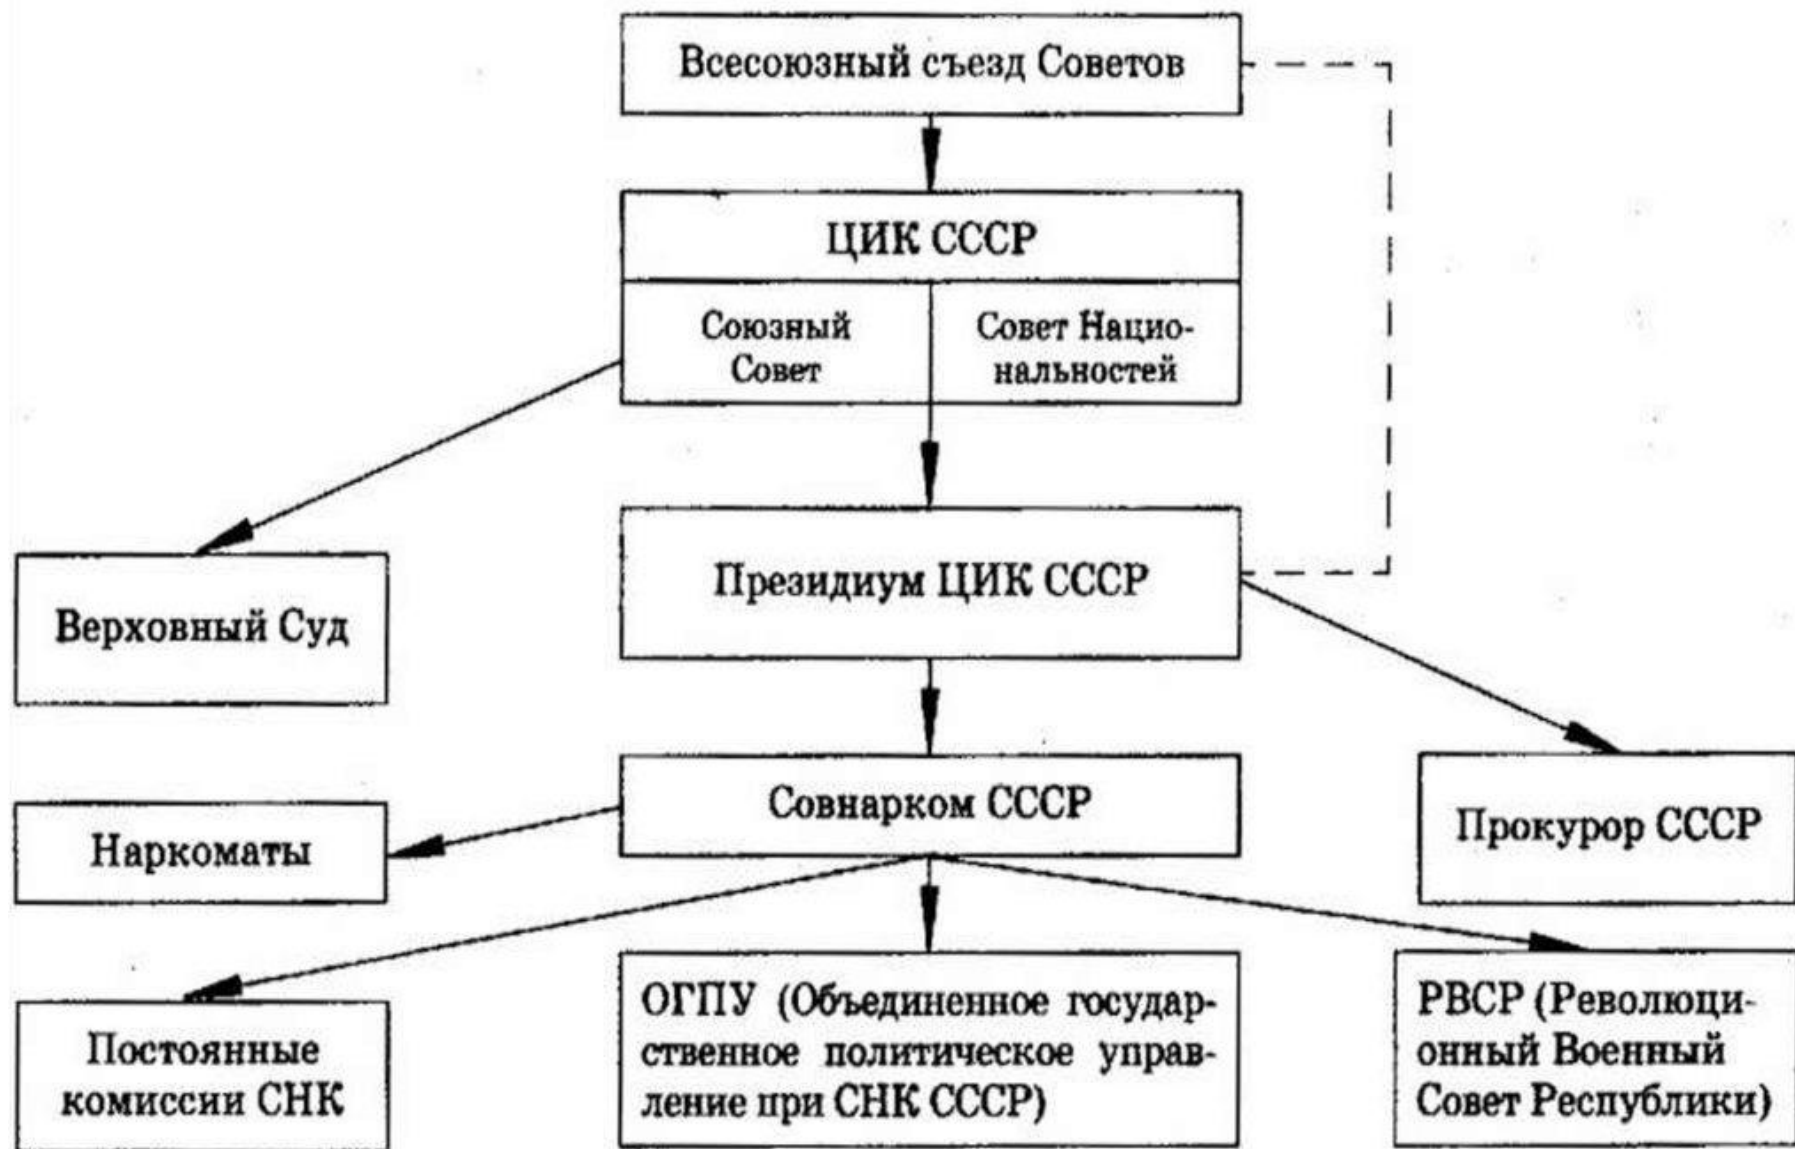 Всесоюзный съезд Советов
ЦИК СССР
Союзный
Совет
Совет Нацио-
нальностей
Президиум ЦИК СССР
Верховный Суд
Совнарком СССР
Наркоматы
Прокурор СССР
Постоянные
комиссии СНК
ОГПУ (Объединенное государ-
ственное политическое управ-
ление при СНК СССР)
РВСР (Революци-
онный Военный
Совет Республики)